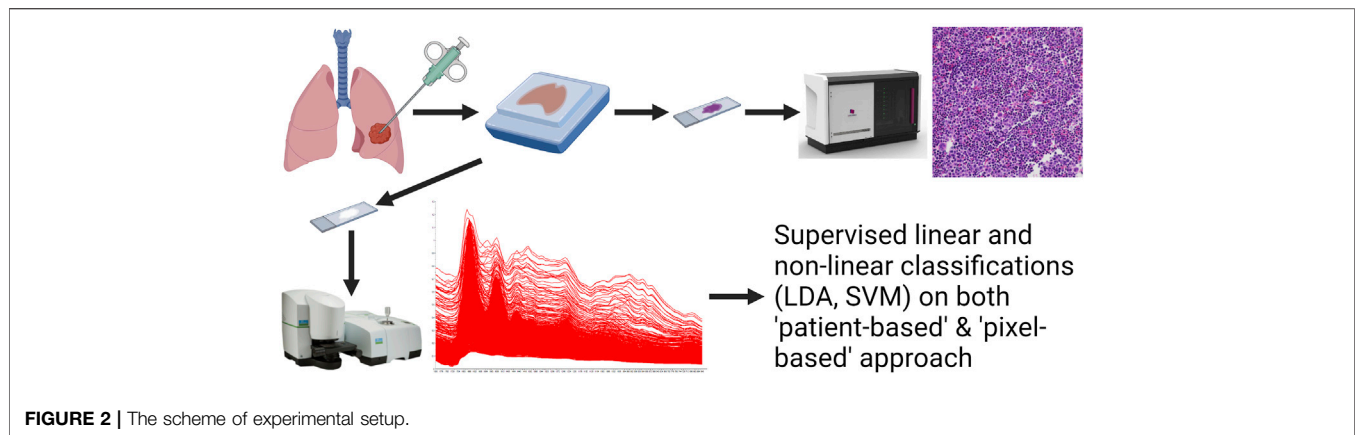 Supervised linear and
non-linear classifications
(LDA, SVM) on both
'patient-based' & 'pixel-
based' approach
FIGURE 2 | The scheme of experimental setup.